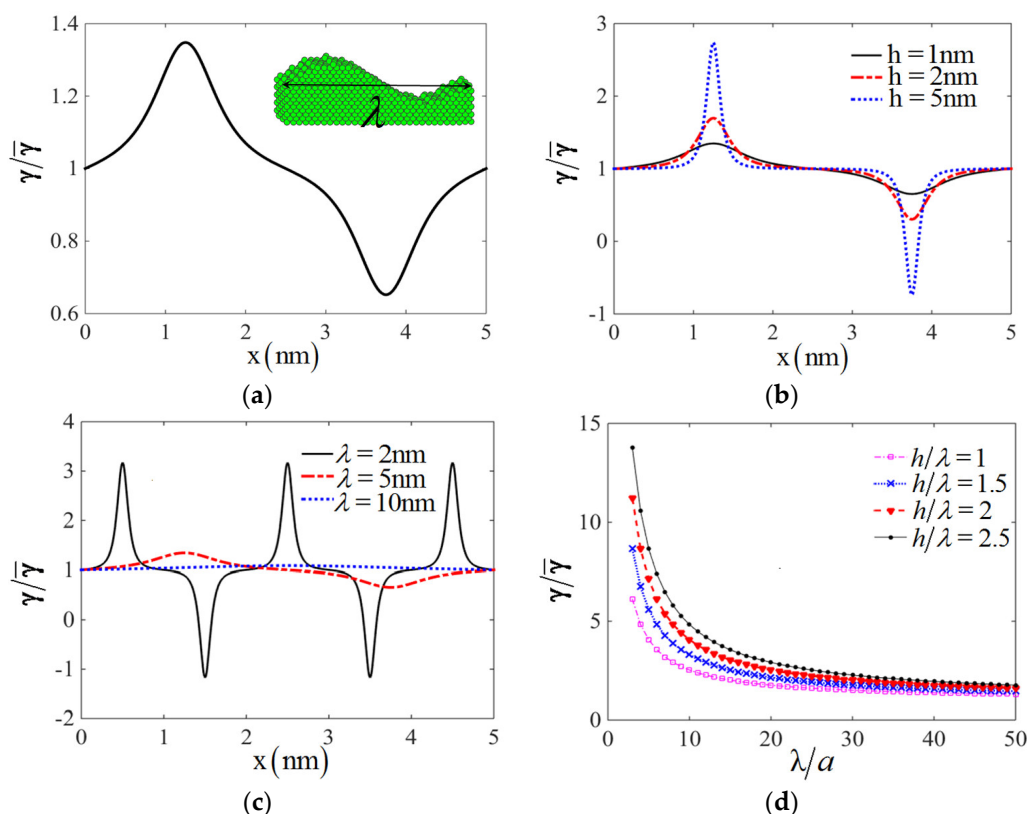 1.4
1.2
1
0.8
0.6
γ/γ̅
λ
0 1 2 3 4 5
x (nm)
(a)
3
2
1
0
-1
γ/γ̅
h = 1nm
h = 2nm
h = 5nm
0 1 2 3 4 5
x (nm)
(b)
4
3
2
1
0
-1
-2
γ/γ̅
λ = 2nm
λ = 5nm
λ = 10nm
0 1 2 3 4 5
x (nm)
(c)
15
10
5
0
γ/γ̅
h/λ = 1
h/λ = 1.5
h/λ = 2
h/λ = 2.5
0 10 20 30 40 50
λ/a
(d)